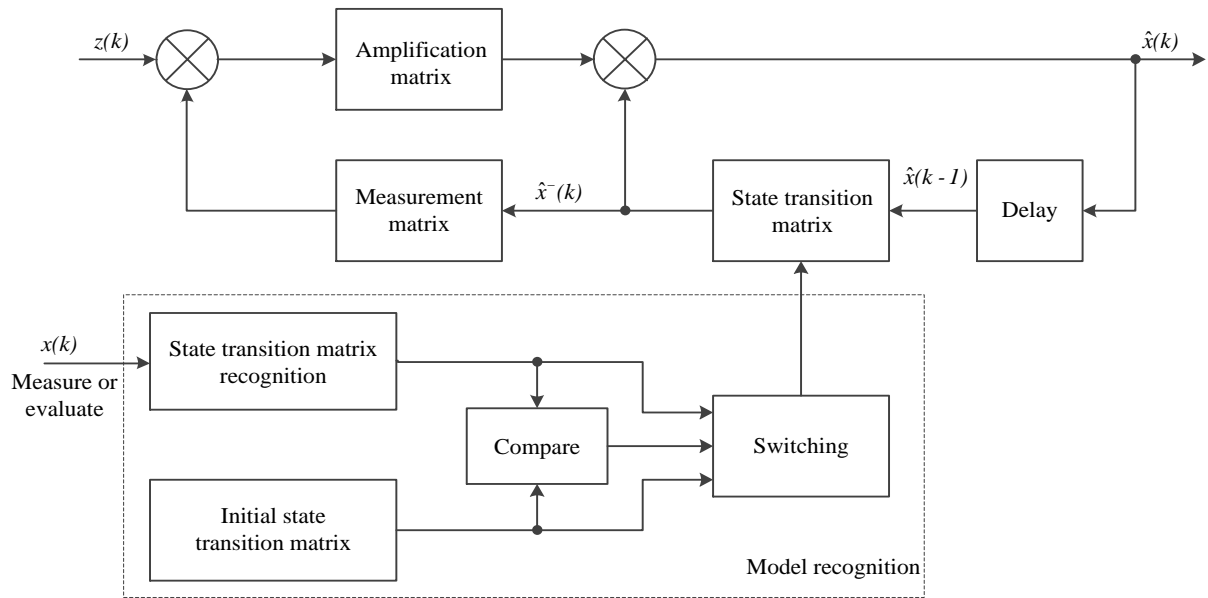 z(k)
Amplification
matrix
x̂(k)
Measurement
matrix
x̂⁻(k)
State transition
matrix
x̂(k - 1)
Delay
x(k)
Measure or
evaluate
State transition matrix
recognition
Compare
Switching
Initial state
transition matrix
Model recognition